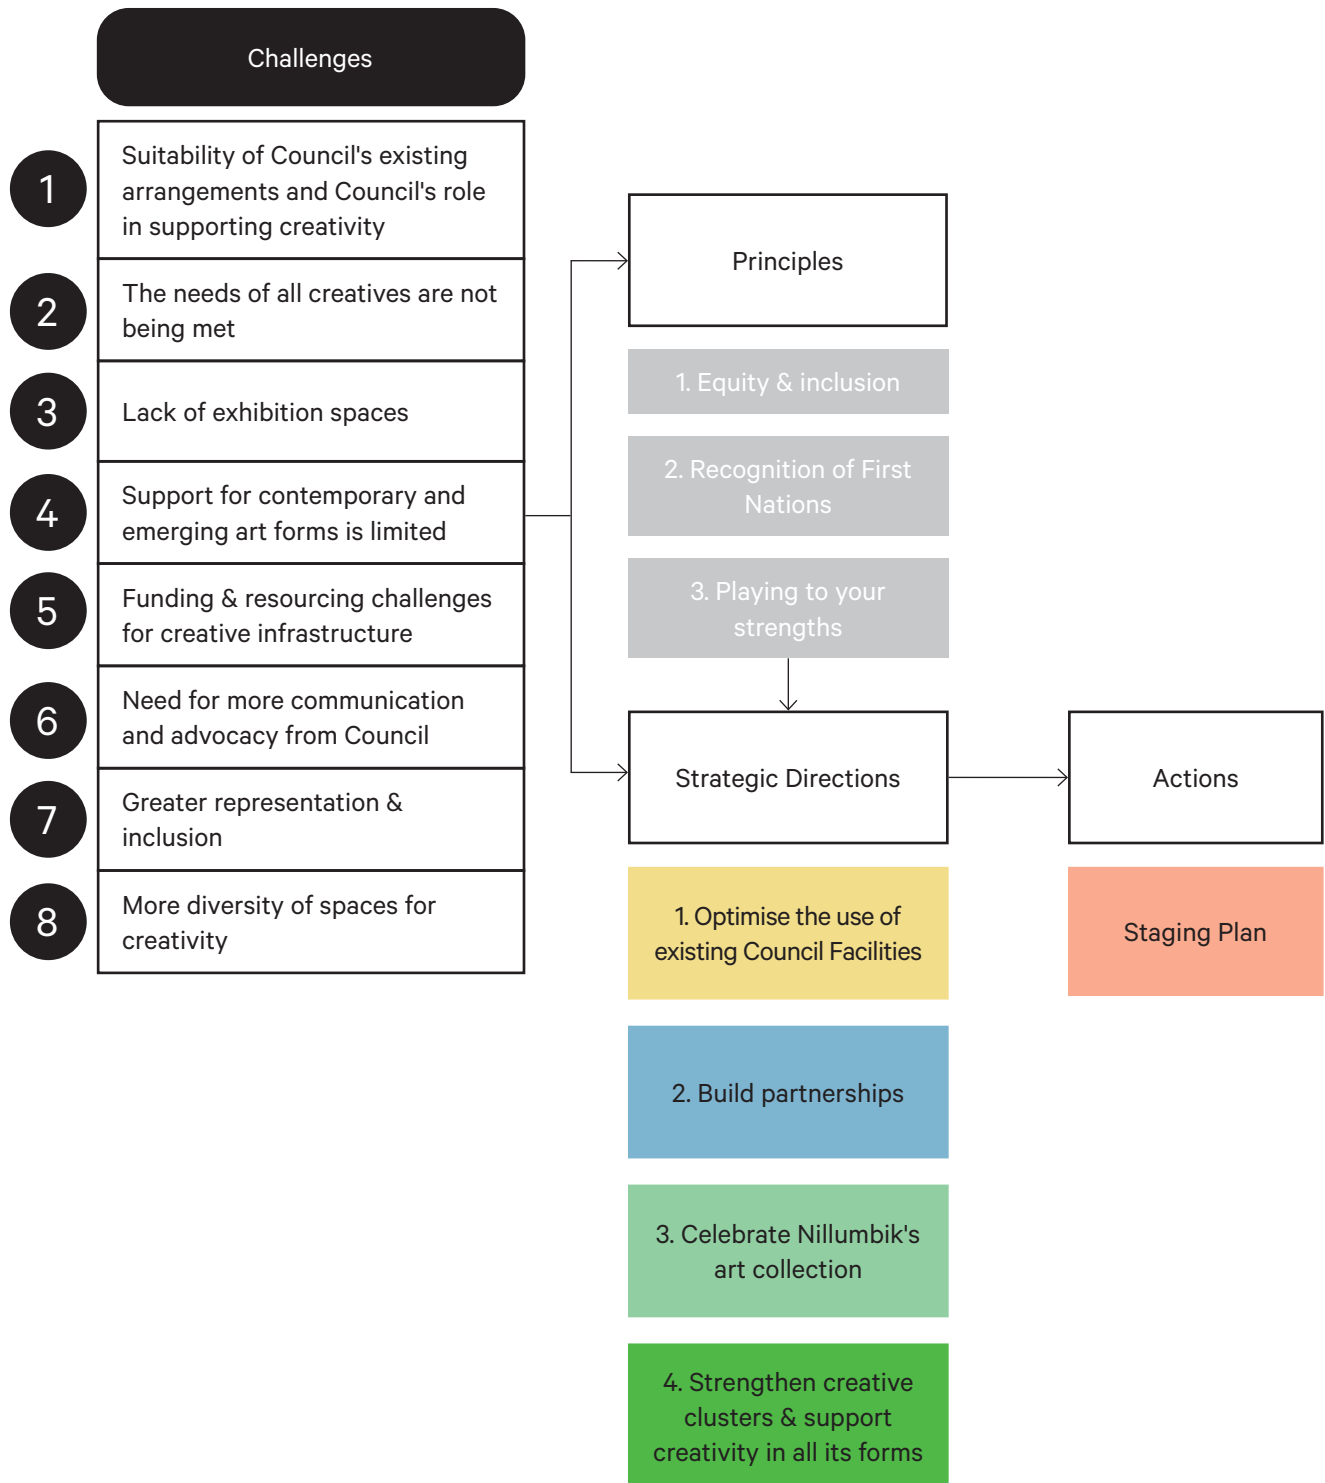 Challenges
1
Suitability of Council's existing
arrangements and Council's role
in supporting creativity
2
The needs of all creatives are not
being met
3
Lack of exhibition spaces
4
Support for contemporary and
emerging art forms is limited
5
Funding & resourcing challenges
for creative infrastructure
6
Need for more communication
and advocacy from Council
7
Greater representation &
inclusion
8
More diversity of spaces for
creativity
Principles
1. Equity & inclusion
2. Recognition of First
Nations
3. Playing to your
strengths
Strategic Directions
1. Optimise the use of
existing Council Facilities
2. Build partnerships
3. Celebrate Nillumbik's
art collection
4. Strengthen creative
clusters & support
creativity in all its forms
Actions
Staging Plan